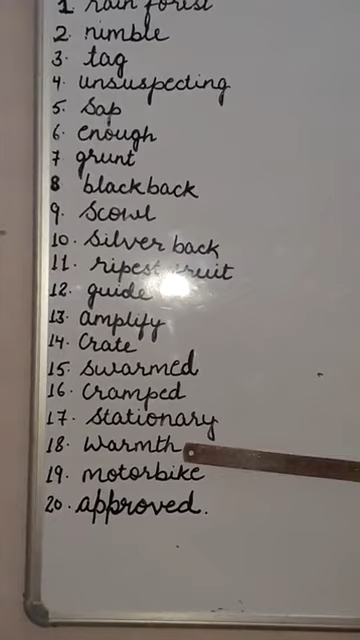 1. rain forest
2. nimble
3. tag
4. unsuspecting
5. Sap
6. enough
7 grunt
8 blackback
9. Scowl
10. Silver back
11. ripest fruit
12. guide
13. amplify
14. Crate
15. Swarmed
16. Cramped
17. Stationary
18. Warmth
19. motorbike
20. approved.